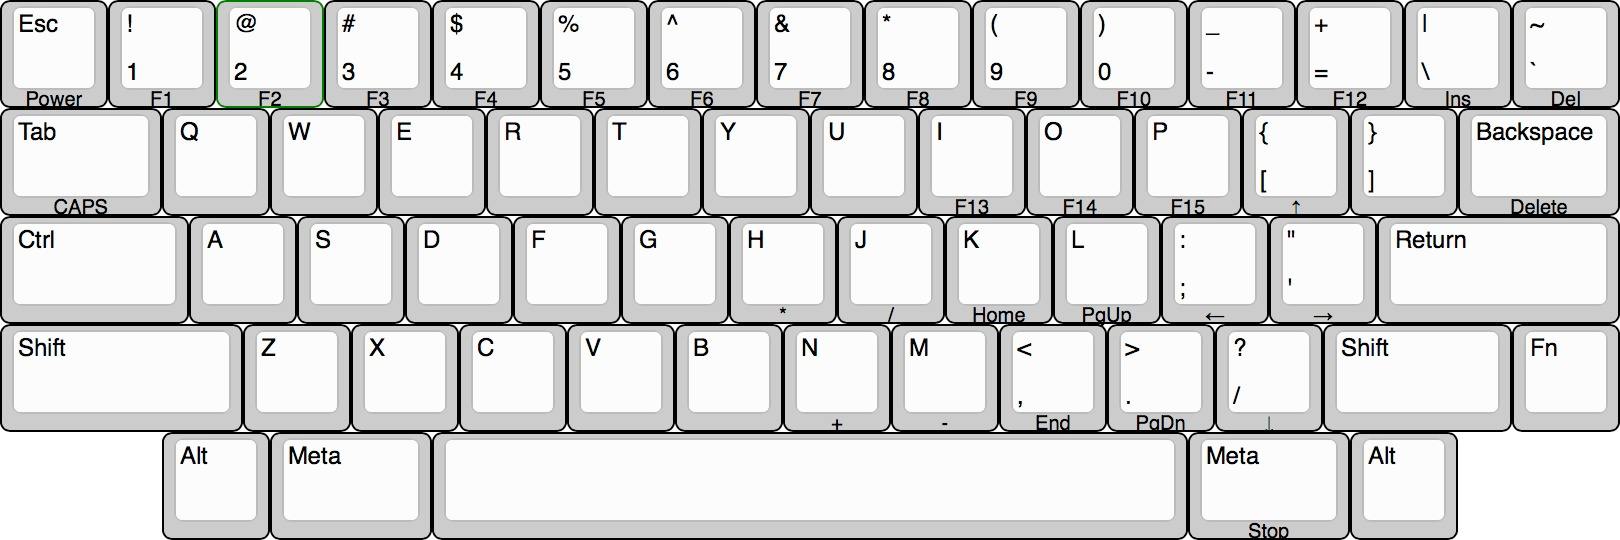 Esc ! @ # $ % ^ & * ( ) _ + | ~
1 2 3 4 5 6 7 8 9 0 - = \ `
Power F1 F2 F3 F4 F5 F6 F7 F8 F9 F10 F11 F12 Ins Del
Tab Q W E R T Y U I O P { } Backspace
[ ]
CAPS F13 F14 F15 ↑ Delete
Ctrl A S D F G H J K L : " Return
; '
* / Home PgUp ← →
Shift Z X C V B N M < > ? Shift Fn
, . /
+ - End PgDn ↓
Alt Meta Meta Alt
Stop